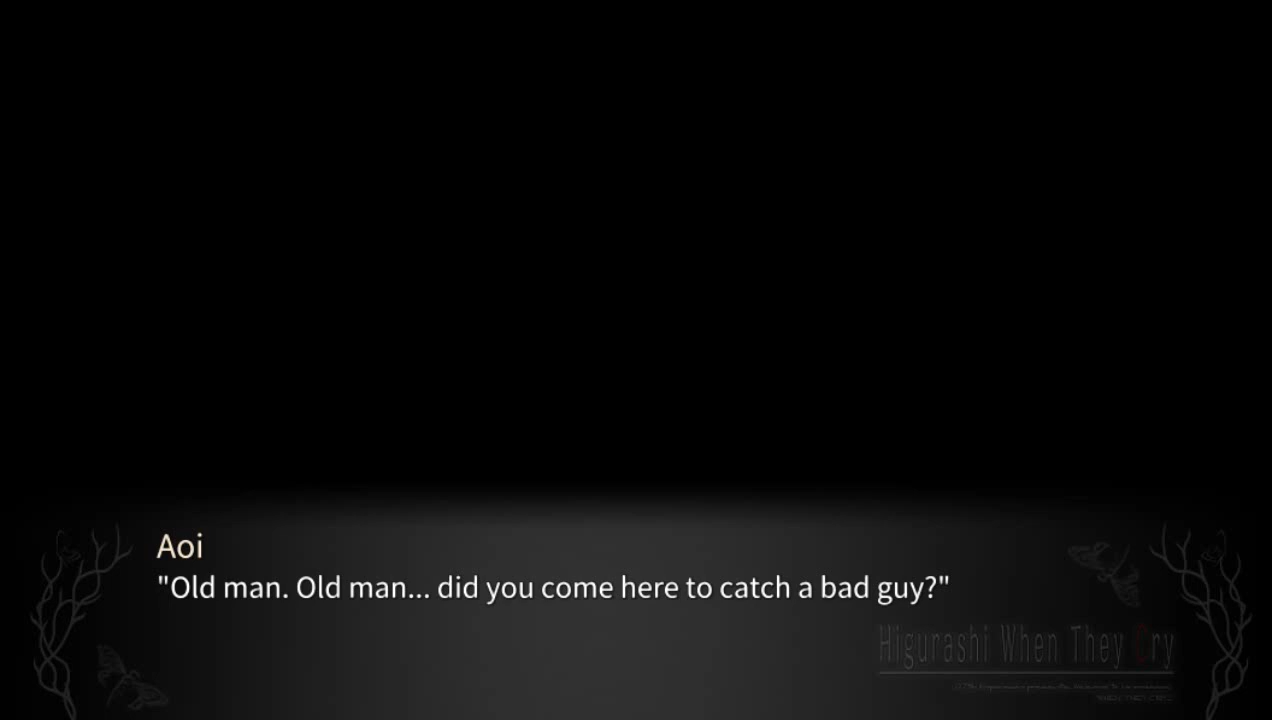 Aoi
"Old man. Old man... did you come here to catch a bad guy?"
Higurashi When They Cry